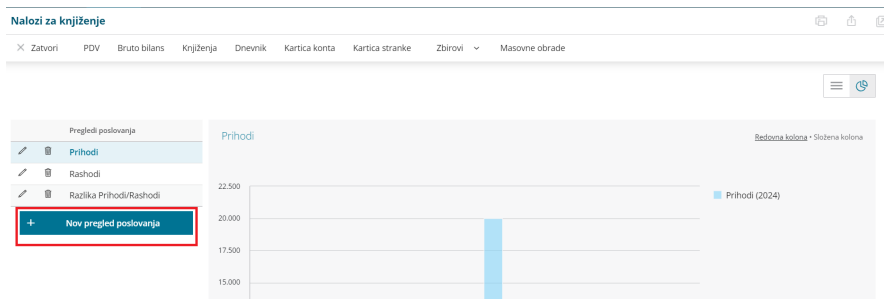 Nalozi za knjiženje
Zatvori PDV Bruto bilans Knjiženja Dnevnik Kartica konta Kartica stranke Zbirovi Masovne obrade
Pregledi poslovanja
Prihodi
Rashodi
Razlika Prihodi/Rashodi
+ Nov pregled poslovanja
Prihodi
Redovna kolona • Složena kolona
22.500
20.000
17.500
15.000
Prihodi (2024)